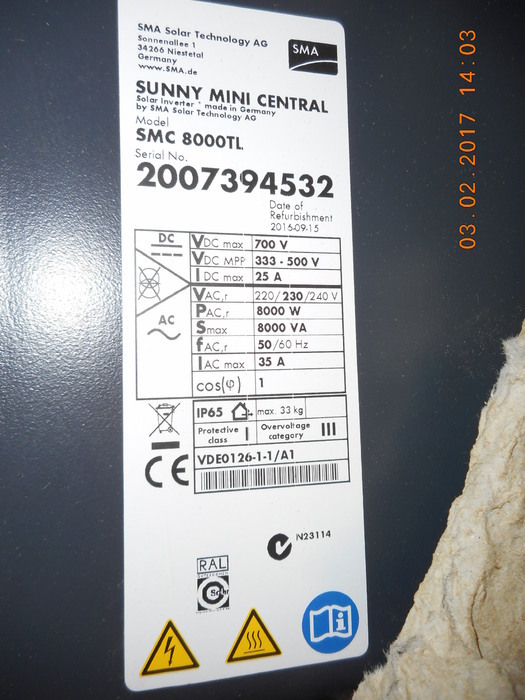 SMA Solar Technology AG
Sonnenallee 1
34266 Niestetal
Germany
www.SMA.de
SMA
SUNNY MINI CENTRAL
Solar Inverter * made in Germany
by SMA Solar Technology AG
Model
SMC 8000TL
Serial No.
2007394532
Date of
Refurbishment
2016-09-15
DC
VDC max 700 V
VDC MPP 333 - 500 V
IDC max 25 A
AC
VAC,r 220/230/240 V
PAC,r 8000 W
Smax 8000 VA
fAC,r 50/60 Hz
IAC max 35 A
cos(φ) 1
IP65 max. 33 kg
Protective class I Overvoltage category III
CE
VDE0126-1-1/A1
N23114
RAL
Solar
i
03.02.2017 14:03